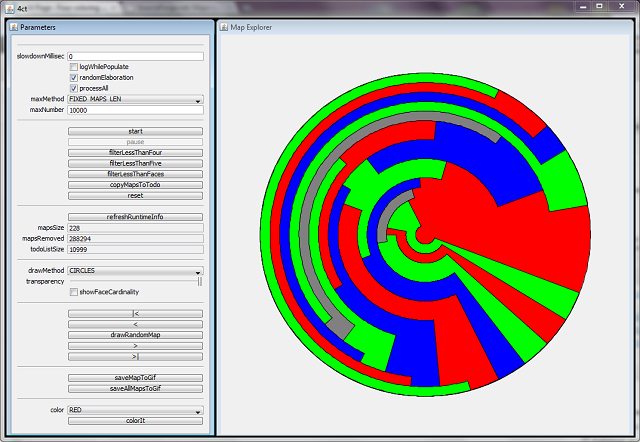 4ct
Parameters
slowdownMillisec 0
logWhilePopulate
randomElaboration
processAll
maxMethod FIXED_MAPS_LEN
maxNumber 10000
start
pause
filterLessThanFour
filterLessThanFive
filterLessThanFaces
copyMapsToTodo
reset
refreshRuntimeInfo
mapsSize 228
mapsRemoved 288294
todoListSize 10999
drawMethod CIRCLES
transparency
showFaceCardinality
|<
<
drawRandomMap
>
>|
saveMapToGif
saveAllMapsToGif
color RED
colorIt
Map Explorer